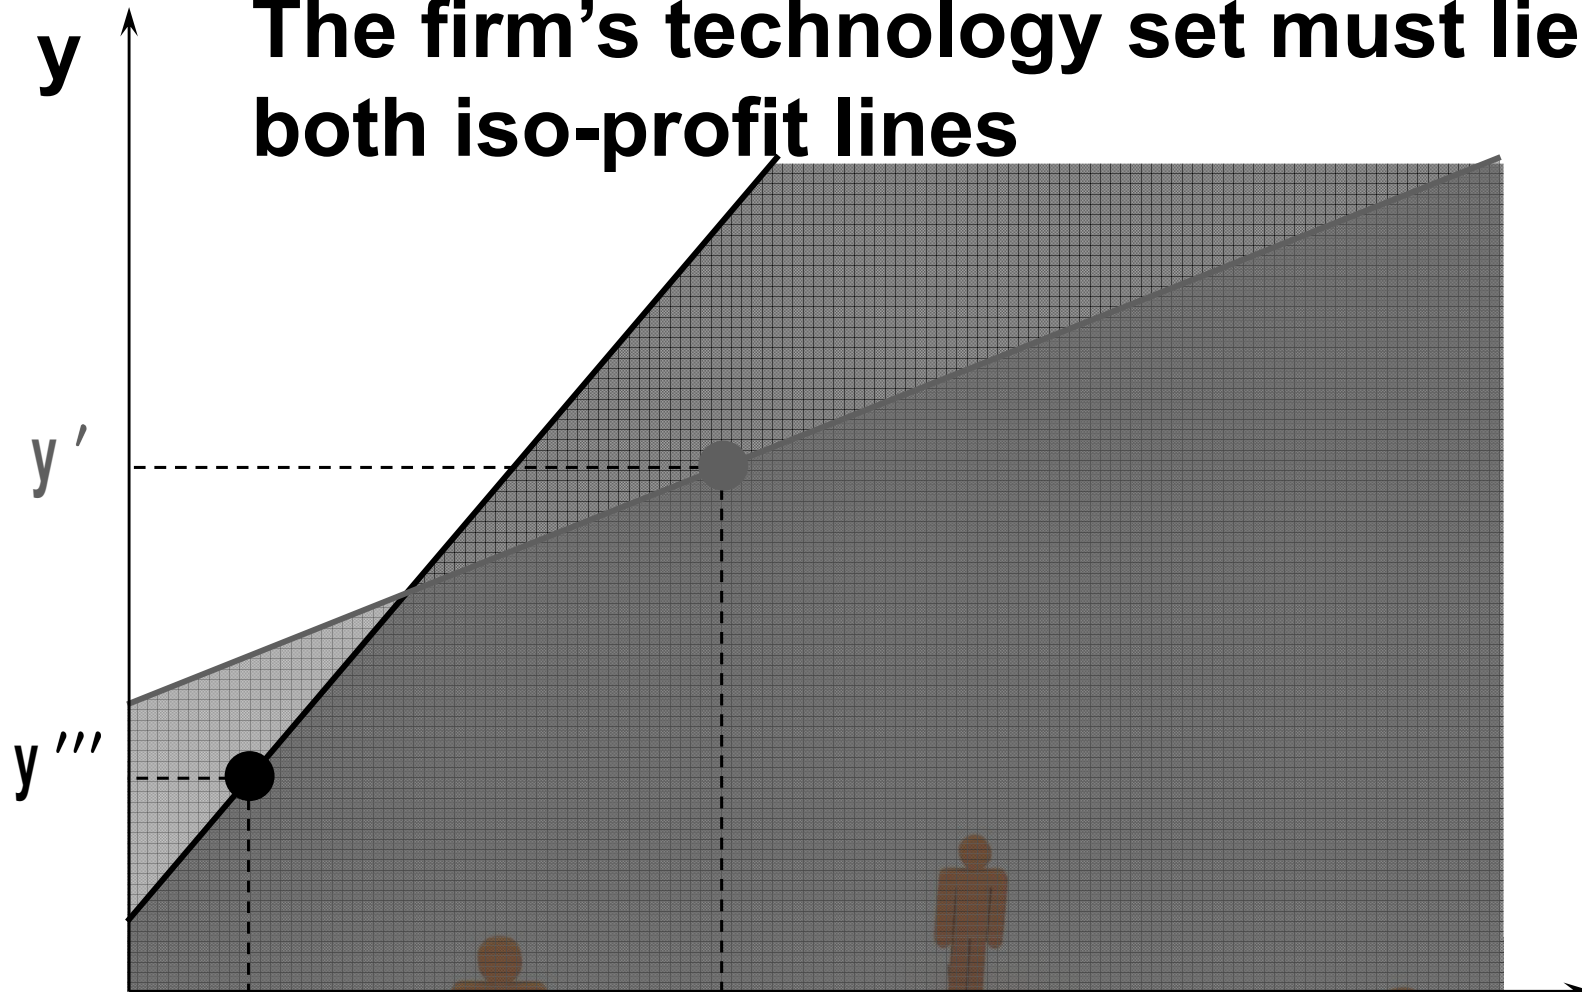 The firm’s technology set must lie
both iso-profit lines
y
y′
y′′′